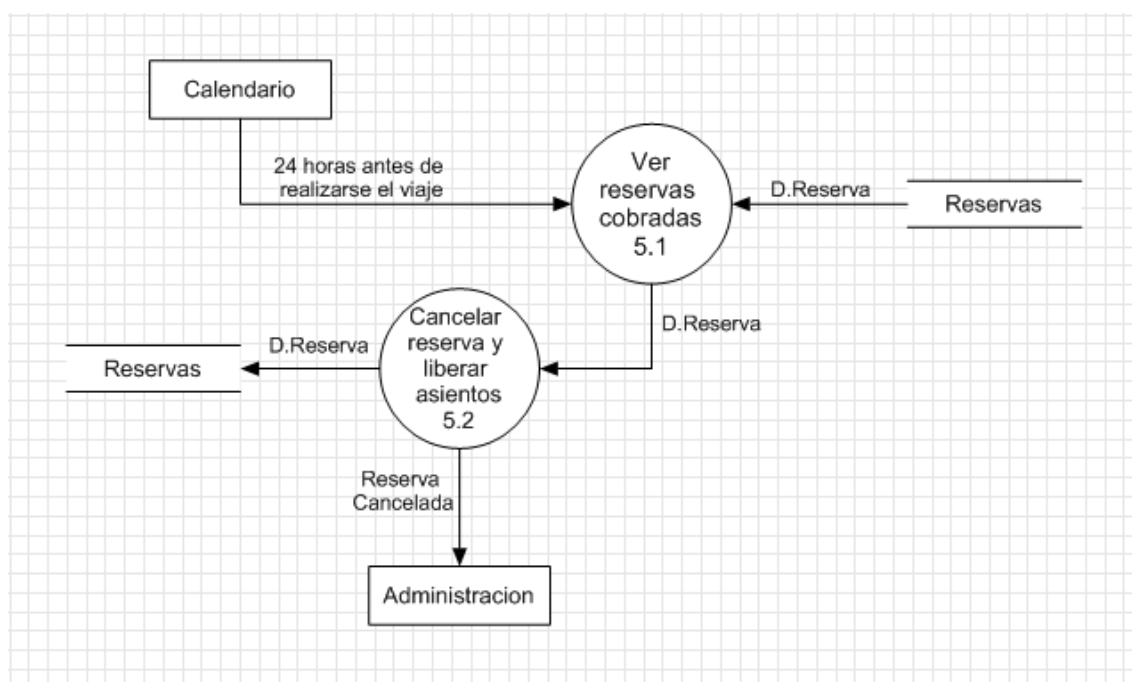 Calendario
24 horas antes de
realizarse el viaje
Ver
reservas
cobradas
5.1
D.Reserva
Reservas
D.Reserva
Cancelar
reserva y
liberar
asientos
5.2
D.Reserva
Reservas
Reserva
Cancelada
Administracion